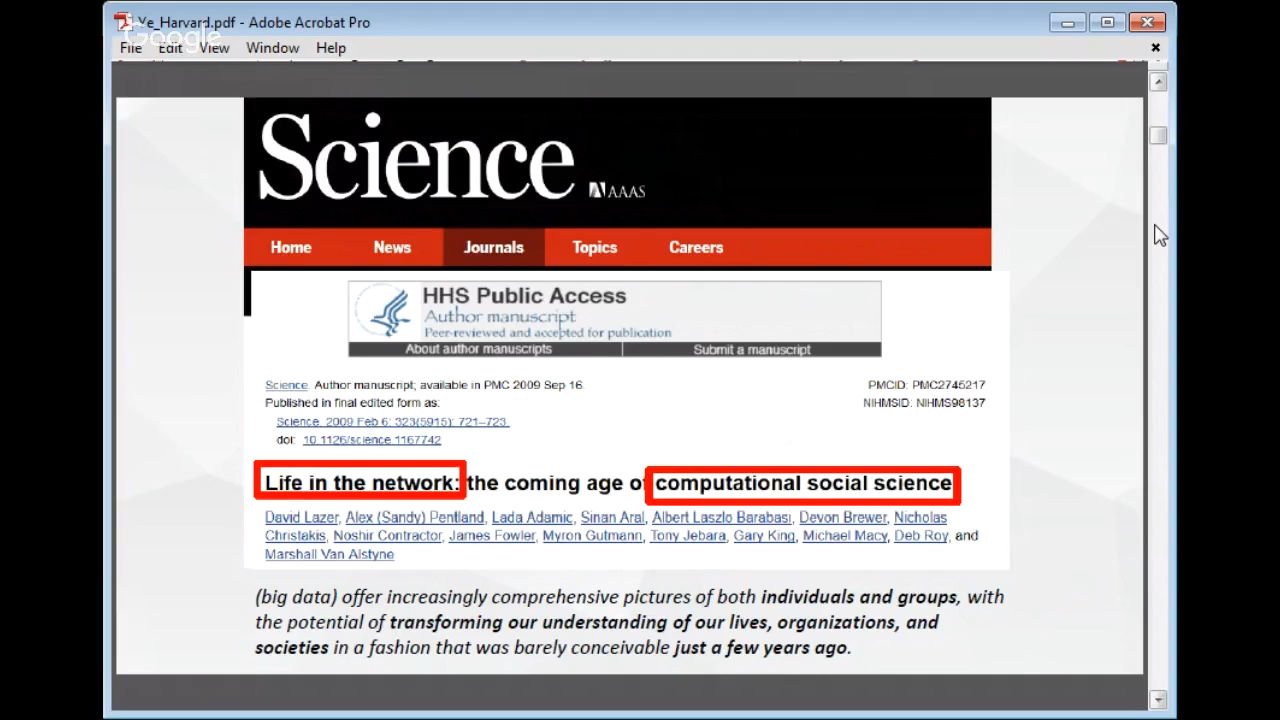 Ye_Harvard.pdf - Adobe Acrobat Pro
Google
File Edit View Window Help
Science
AAAS
Home News Journals Topics Careers
HHS Public Access
Author manuscript
Peer-reviewed and accepted for publication
About author manuscripts Submit a manuscript
Science. Author manuscript; available in PMC 2009 Sep 16. PMCID: PMC2745217
Published in final edited form as: NIHMSID: NIHMS98137
Science. 2009 Feb 6; 323(5915): 721–723.
doi: 10.1126/science.1167742
Life in the network: the coming age of computational social science
David Lazer, Alex (Sandy) Pentland, Lada Adamic, Sinan Aral, Albert Laszlo Barabasi, Devon Brewer, Nicholas
Christakis, Noshir Contractor, James Fowler, Myron Gutmann, Tony Jebara, Gary King, Michael Macy, Deb Roy, and
Marshall Van Alstyne
(big data) offer increasingly comprehensive pictures of both individuals and groups, with
the potential of transforming our understanding of our lives, organizations, and
societies in a fashion that was barely conceivable just a few years ago.